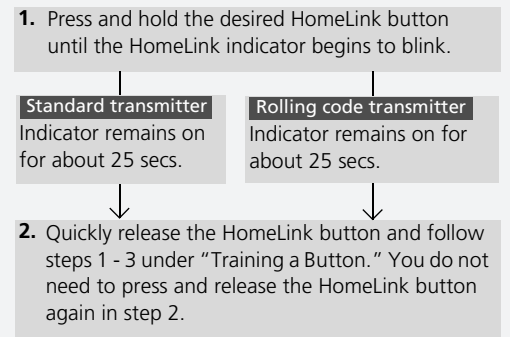 1. Press and hold the desired HomeLink button
until the HomeLink indicator begins to blink.
Standard transmitter
Indicator remains on
for about 25 secs.
Rolling code transmitter
Indicator remains on for
about 25 secs.
2. Quickly release the HomeLink button and follow
steps 1 - 3 under “Training a Button.” You do not
need to press and release the HomeLink button
again in step 2.